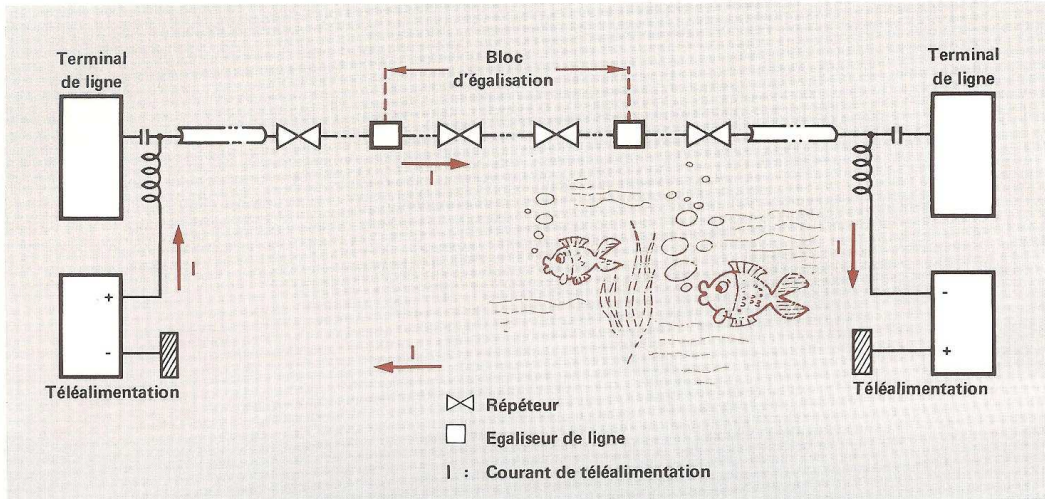 Terminal
de ligne
Bloc
d'égalisation
Terminal
de ligne
I
I
I
+
-
-
+
I
Téléalimentation
Téléalimentation
Répéteur
Egaliseur de ligne
I : Courant de téléalimentation